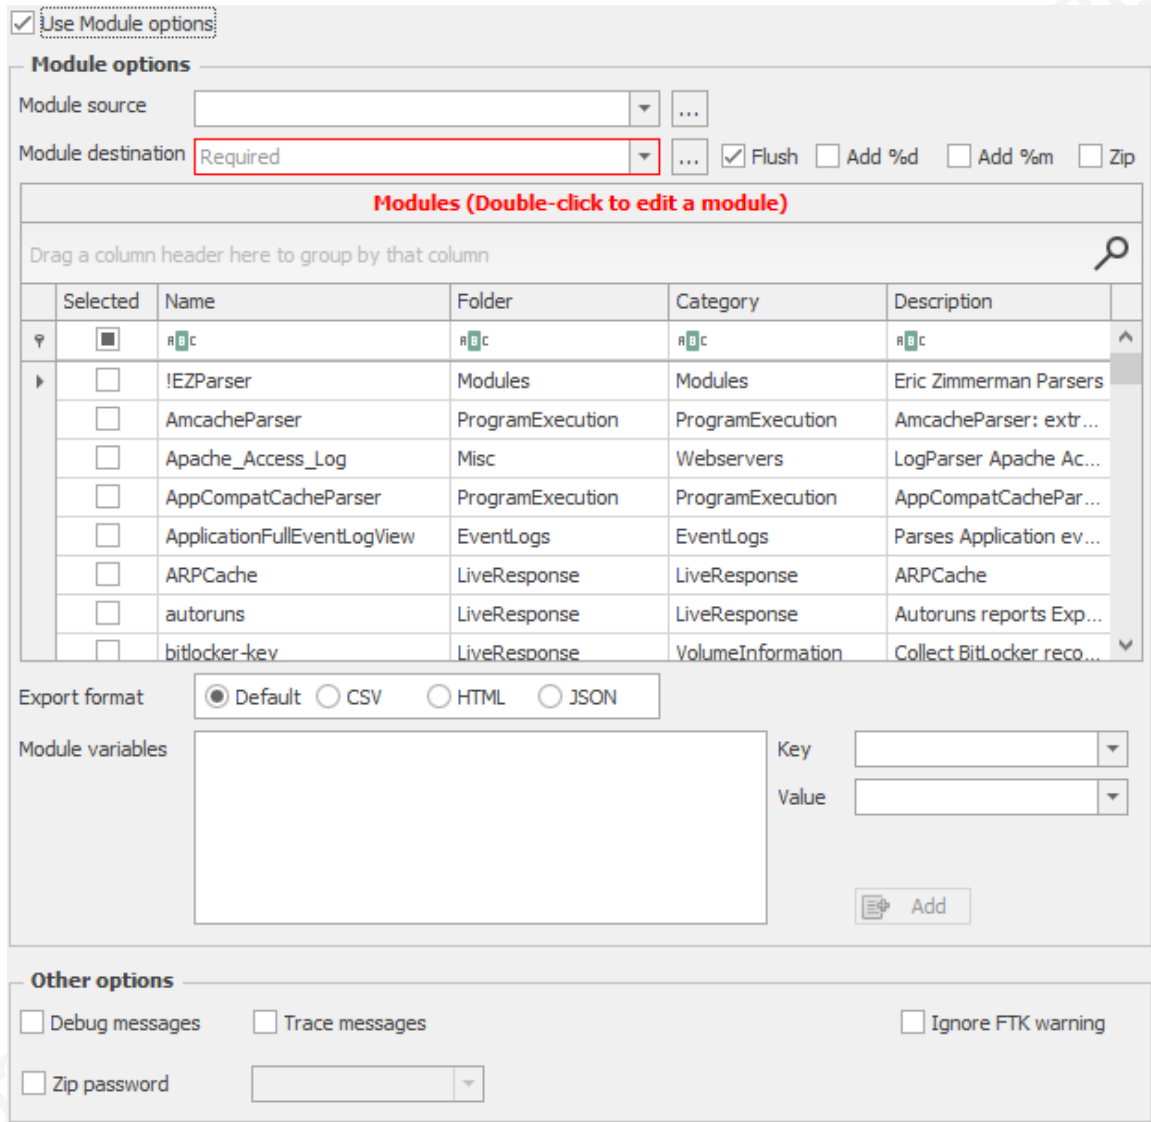 Use Module options
Module options
Module source ...
Module destination Required ... Flush Add %d Add %m Zip
Modules (Double-click to edit a module)
Drag a column header here to group by that column
Selected Name Folder Category Description
ABC ABC ABC ABC
!EZParser Modules Modules Eric Zimmerman Parsers
AmcacheParser ProgramExecution ProgramExecution AmcacheParser: extr...
Apache_Access_Log Misc Webservers LogParser Apache Ac...
AppCompatCacheParser ProgramExecution ProgramExecution AppCompatCachePar...
ApplicationFullEventLogView EventLogs EventLogs Parses Application ev...
ARPCache LiveResponse LiveResponse ARPCache
autoruns LiveResponse LiveResponse Autoruns reports Exp...
bitlocker-key LiveResponse VolumeInformation Collect BitLocker reco...
Export format Default CSV HTML JSON
Module variables Key
Value
Add
Other options
Debug messages Trace messages Ignore FTK warning
Zip password